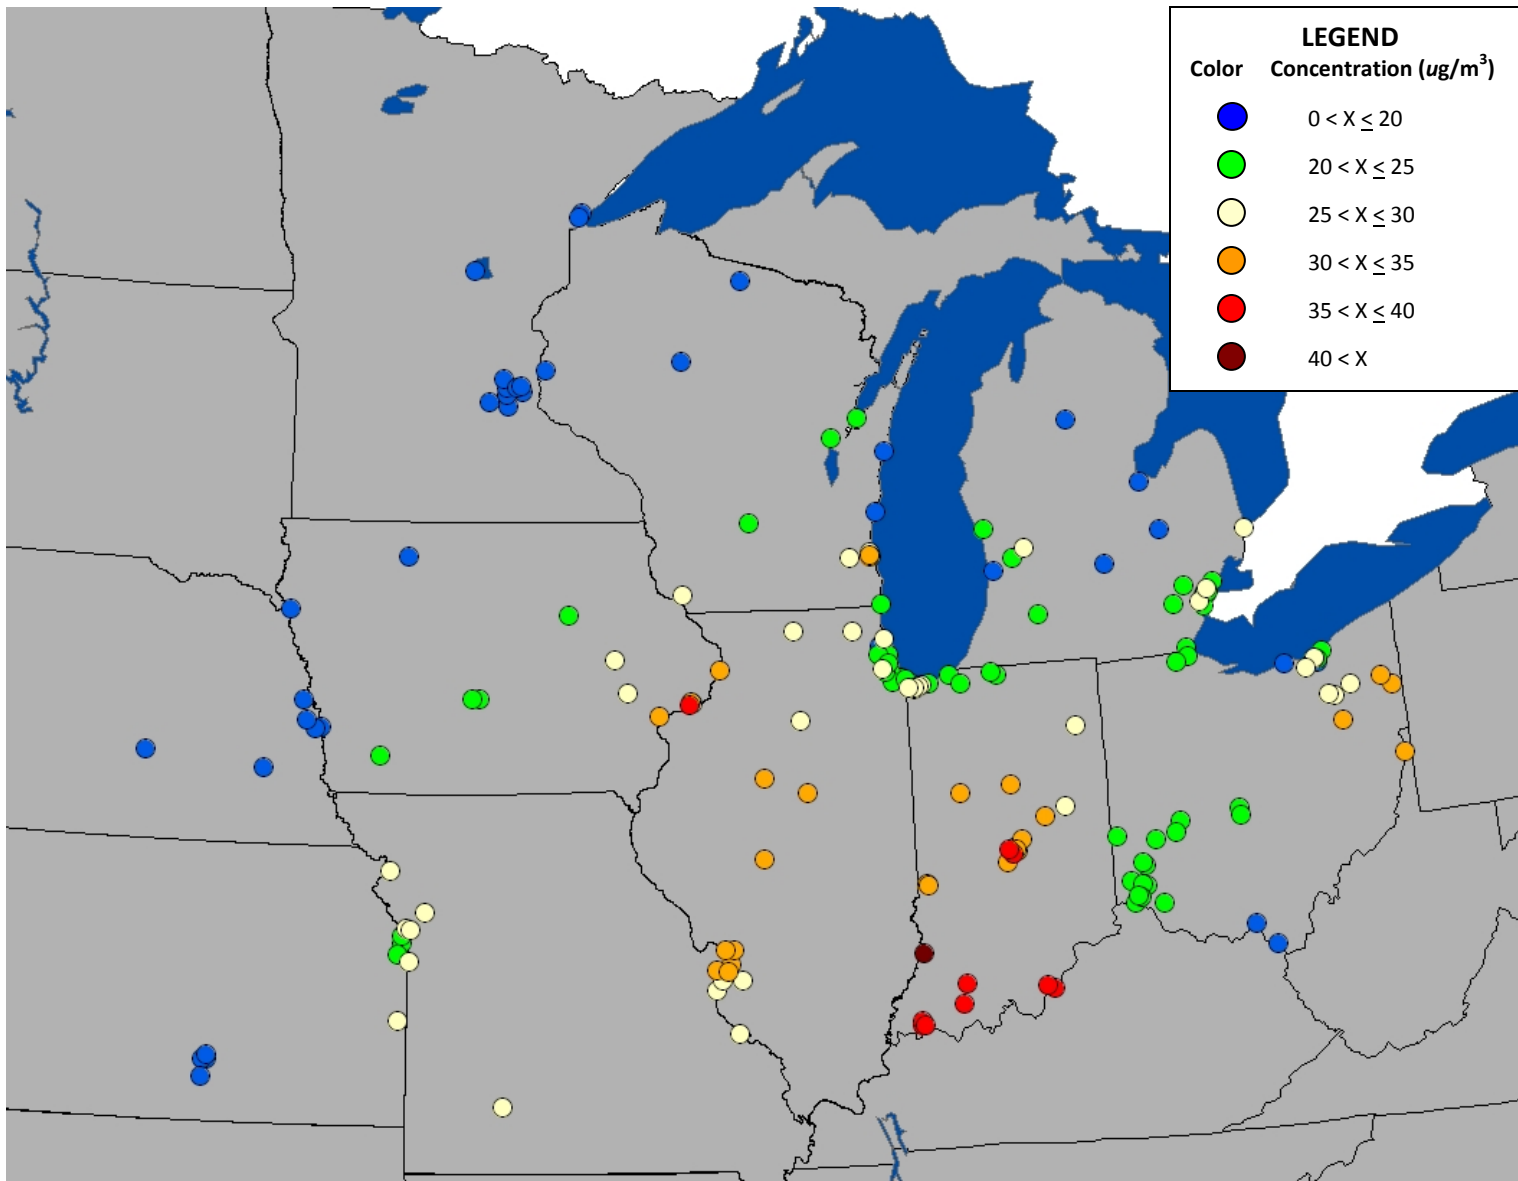 LEGEND
Color Concentration (ug/m³)
0 < X ≤ 20
20 < X ≤ 25
25 < X ≤ 30
30 < X ≤ 35
35 < X ≤ 40
40 < X